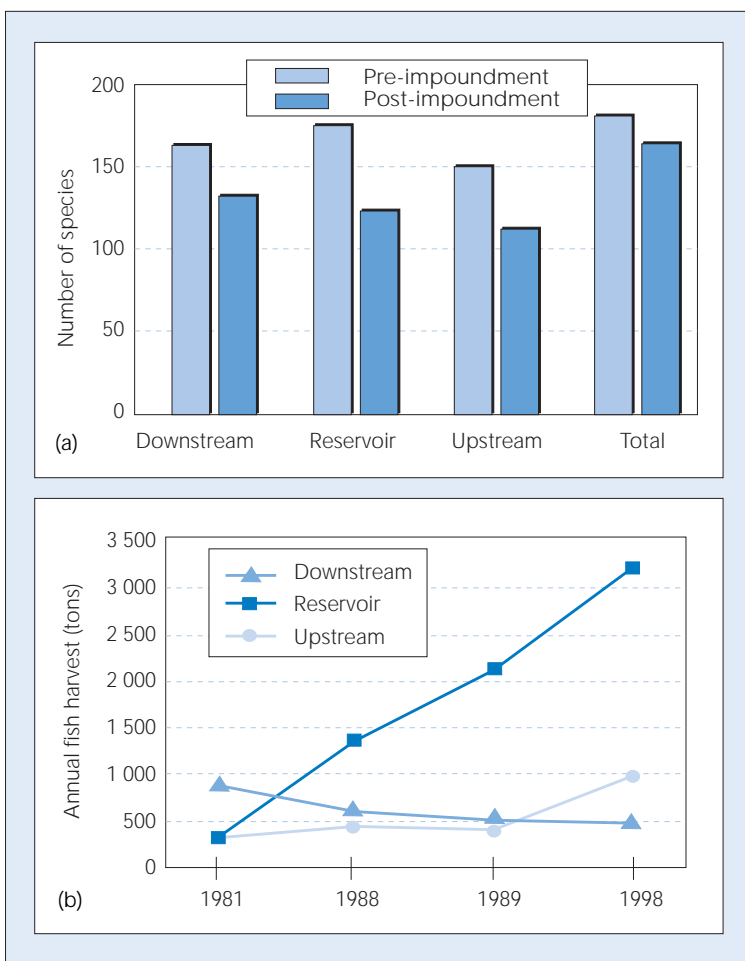 Pre-impoundment
Post-impoundment
Number of species
200
150
100
50
0
Downstream Reservoir Upstream Total
(a)
Annual fish harvest (tons)
3 500
3 000
2 500
2 000
1 500
1 000
500
0
Downstream
Reservoir
Upstream
1981 1988 1989 1998
(b)